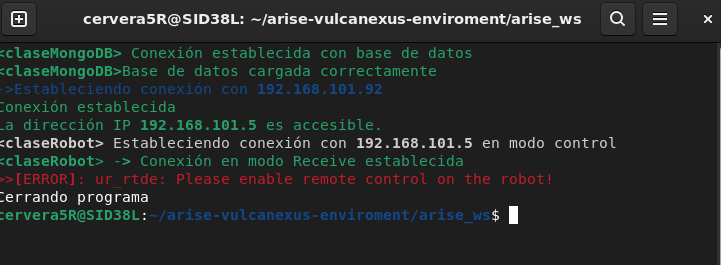 cervera5R@SID38L: ~/arise-vulcanexus-enviroment/arise_ws
<claseMongoDB> Conexión establecida con base de datos
<claseMongoDB>Base de datos cargada correctamente
->Estableciendo conexión con 192.168.101.92
Conexión establecida
La dirección IP 192.168.101.5 es accesible.
<claseRobot> Estableciendo conexión con 192.168.101.5 en modo control
<claseRobot> -> Conexión en modo Receive establecida
>>[ERROR]: ur_rtde: Please enable remote control on the robot!
Cerrando programa
cervera5R@SID38L:~/arise-vulcanexus-enviroment/arise_ws$